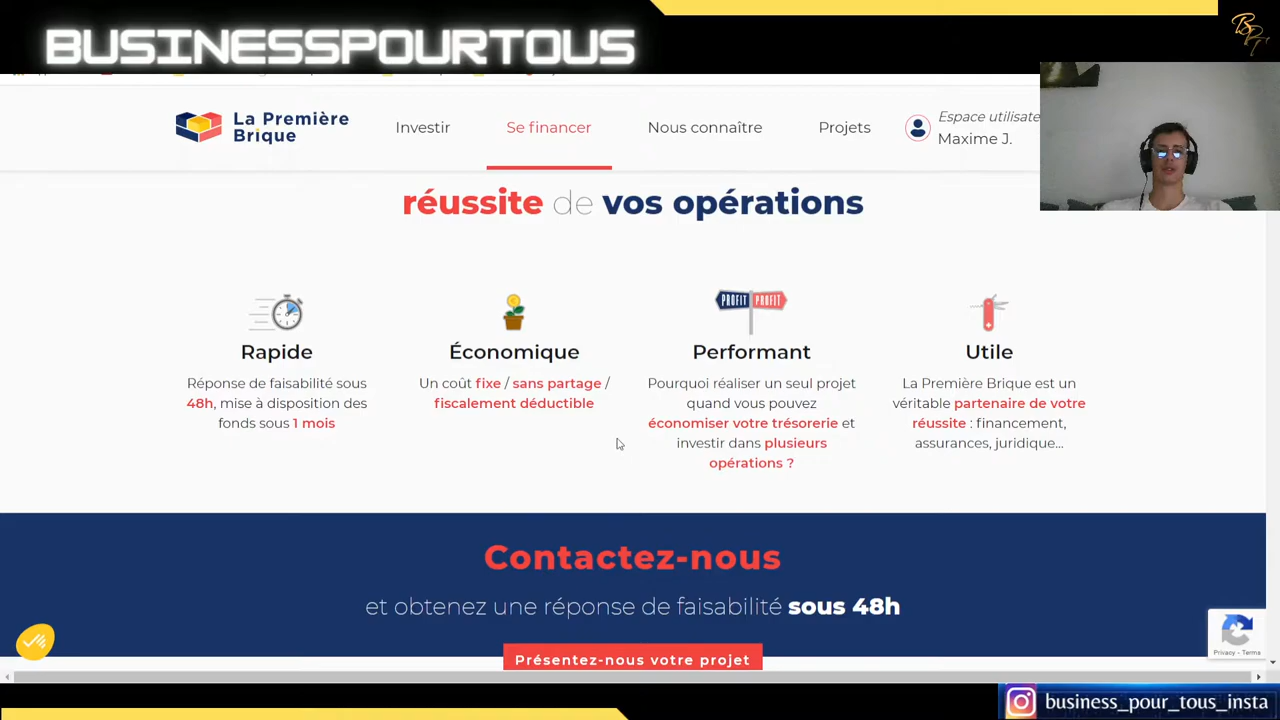 BUSINESSPOURTOUS
La Première
Brique
Investir
Se financer
Nous connaître
Projets
Espace utilisate
Maxime J.
réussite de vos opérations
PROFIT PROFIT
Rapide
Réponse de faisabilité sous
48h, mise à disposition des
fonds sous 1 mois
Économique
Un coût fixe / sans partage /
fiscalement déductible
Performant
Pourquoi réaliser un seul projet
quand vous pouvez
économiser votre trésorerie et
investir dans plusieurs
opérations ?
Utile
La Première Brique est un
véritable partenaire de votre
réussite : financement,
assurances, juridique...
Contactez-nous
et obtenez une réponse de faisabilité sous 48h
Présentez-nous votre projet
Privacy - Terms
business_pour_tous_insta